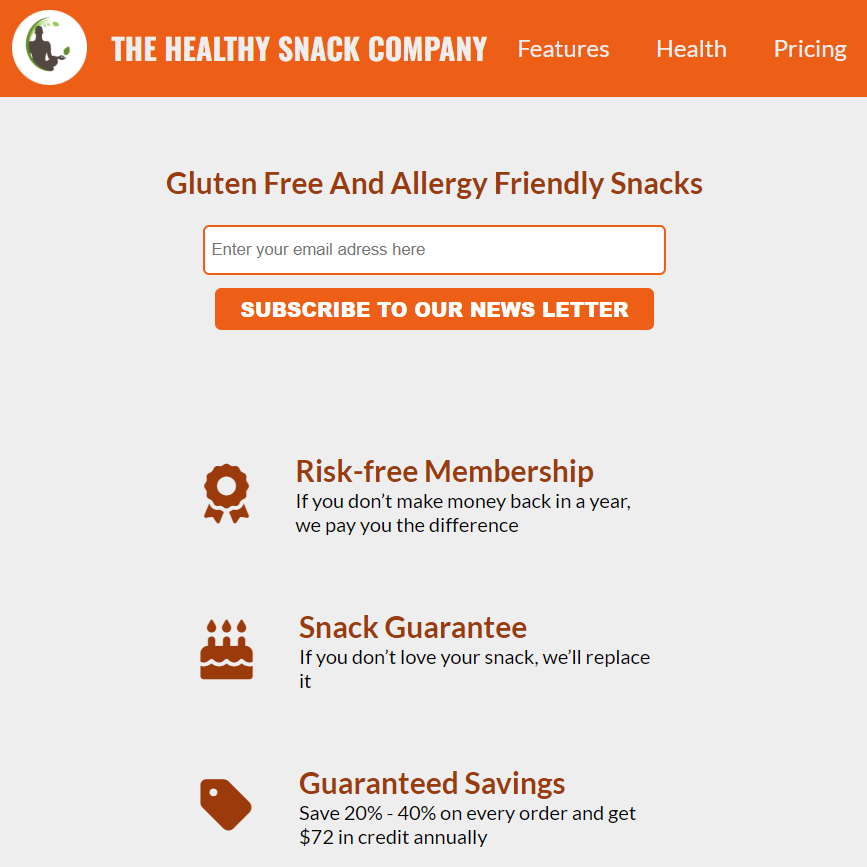 THE HEALTHY SNACK COMPANY Features Health Pricing
Gluten Free And Allergy Friendly Snacks
Enter your email adress here
SUBSCRIBE TO OUR NEWS LETTER
Risk-free Membership
If you don’t make money back in a year,
we pay you the difference
Snack Guarantee
If you don’t love your snack, we’ll replace
it
Guaranteed Savings
Save 20% - 40% on every order and get
$72 in credit annually